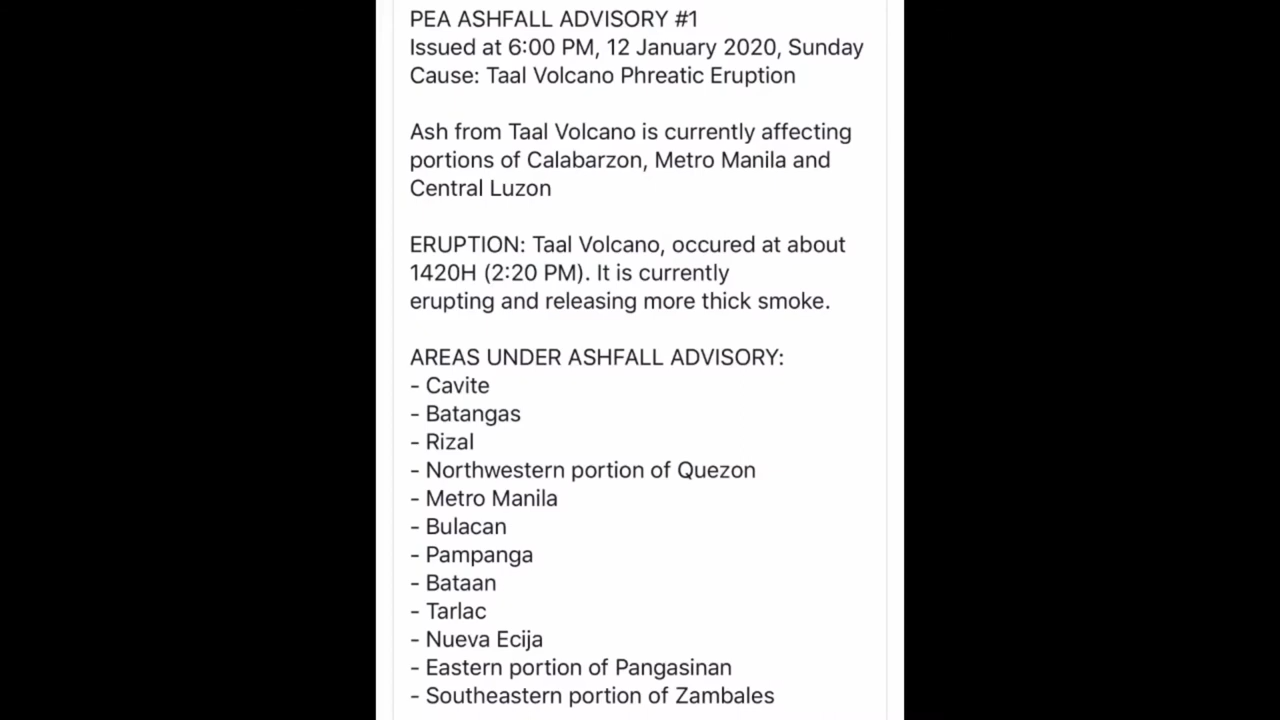 PEA ASHFALL ADVISORY #1
Issued at 6:00 PM, 12 January 2020, Sunday
Cause: Taal Volcano Phreatic Eruption
Ash from Taal Volcano is currently affecting
portions of Calabarzon, Metro Manila and
Central Luzon
ERUPTION: Taal Volcano, occured at about
1420H (2:20 PM). It is currently
erupting and releasing more thick smoke.
AREAS UNDER ASHFALL ADVISORY:
- Cavite
- Batangas
- Rizal
- Northwestern portion of Quezon
- Metro Manila
- Bulacan
- Pampanga
- Bataan
- Tarlac
- Nueva Ecija
- Eastern portion of Pangasinan
- Southeastern portion of Zambales